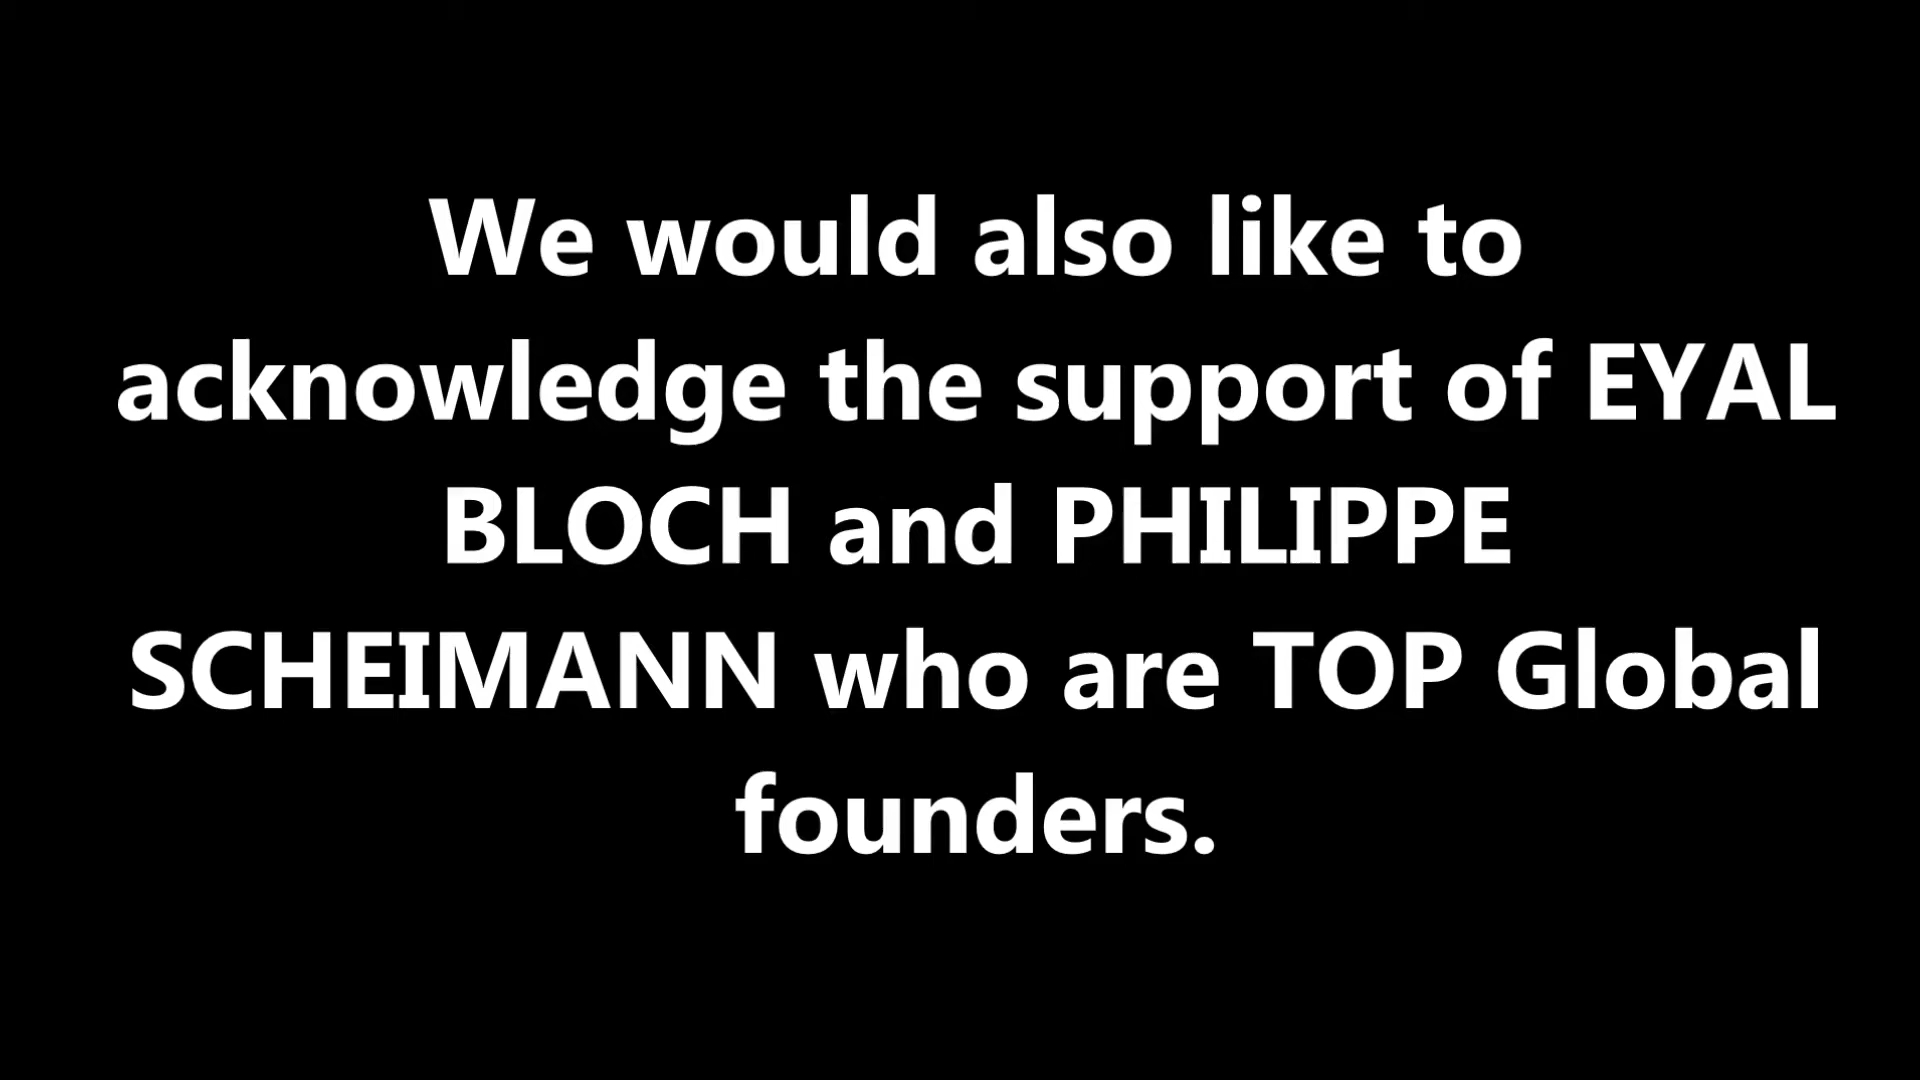 We would also like to
acknowledge the support of EYAL
BLOCH and PHILIPPE
SCHEIMANN who are TOP Global
founders.